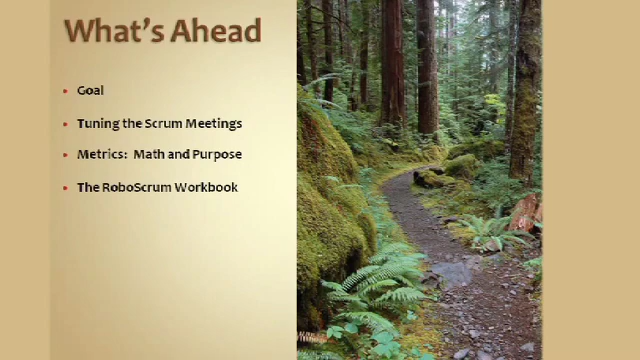 What's Ahead
• Goal
• Tuning the Scrum Meetings
• Metrics: Math and Purpose
• The RoboScrum Workbook